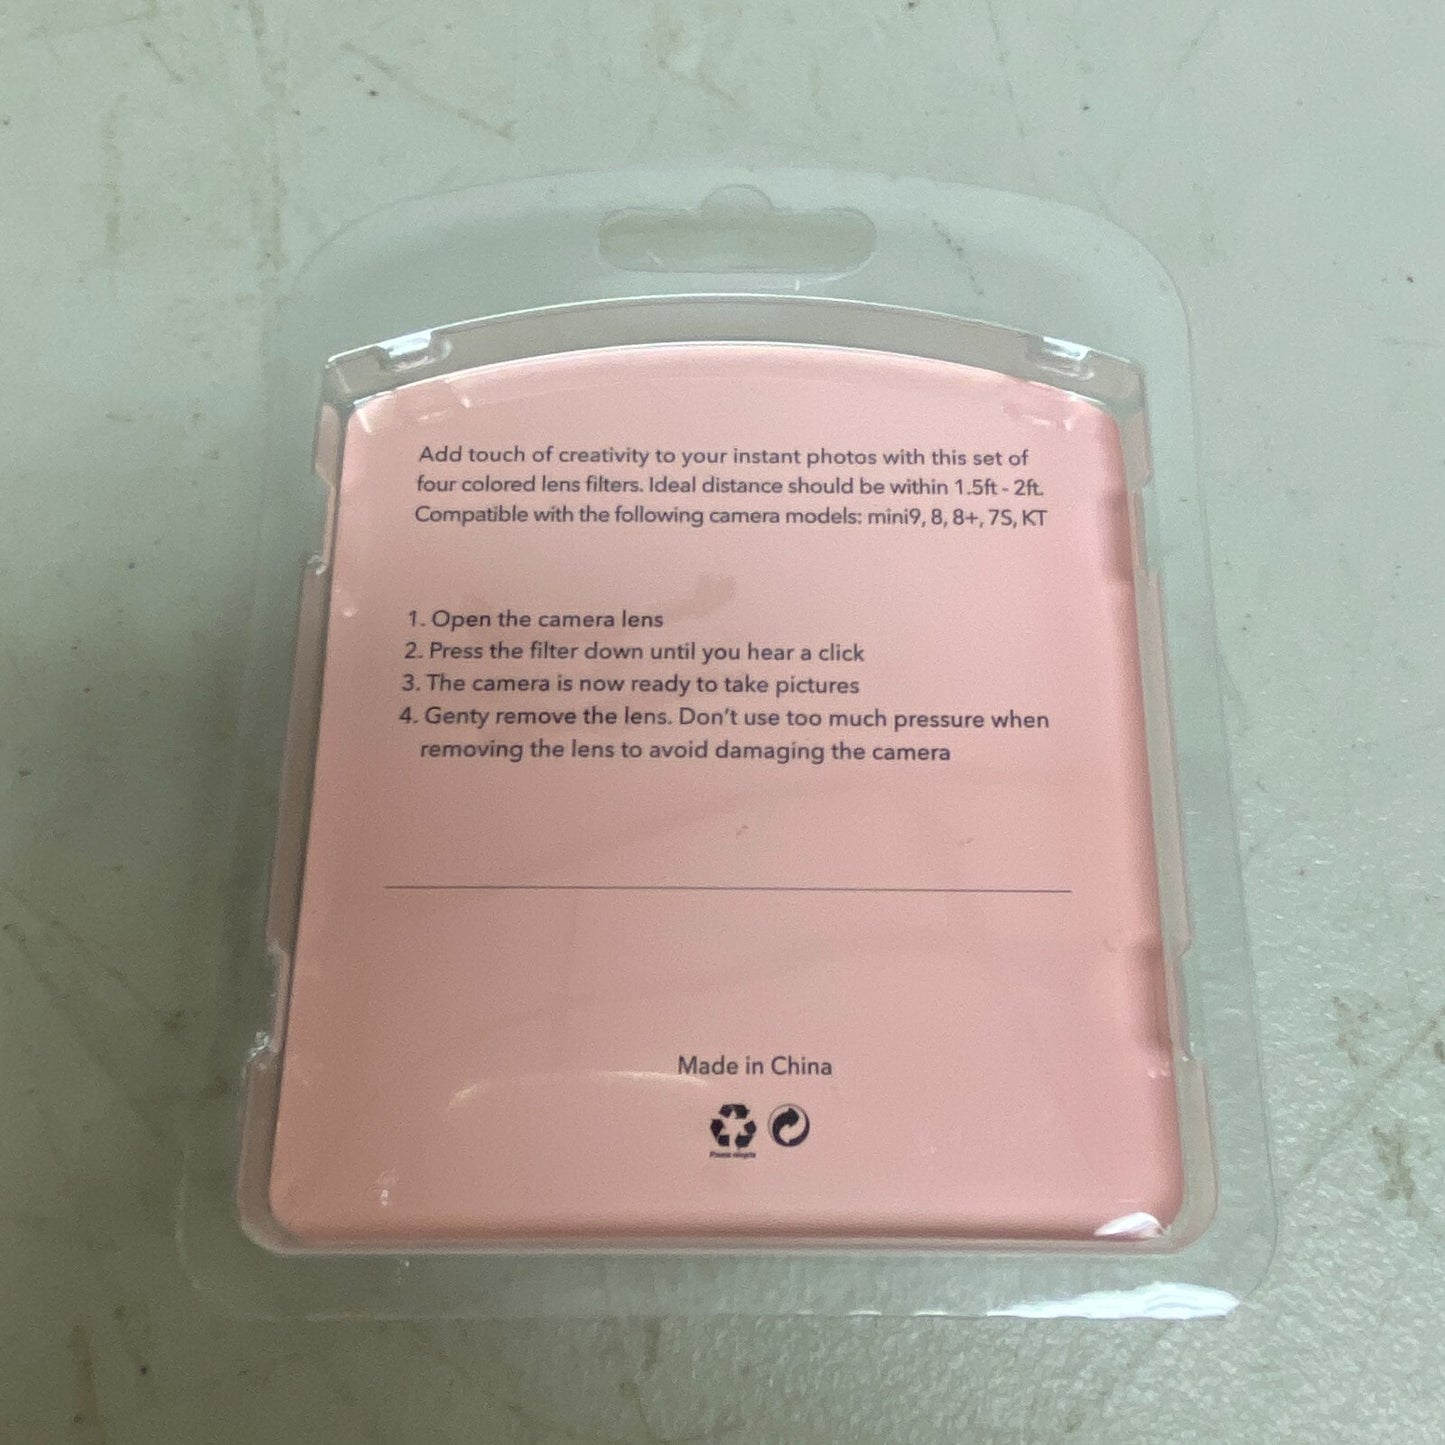 Add touch of creativity to your instant photos with this set of
four colored lens filters. Ideal distance should be within 1.5ft - 2ft.
Compatible with the following camera models: mini9, 8, 8+, 7S, KT
1. Open the camera lens
2. Press the filter down until you hear a click
3. The camera is now ready to take pictures
4. Genty remove the lens. Don't use too much pressure when
removing the lens to avoid damaging the camera
Made in China
Please recycle